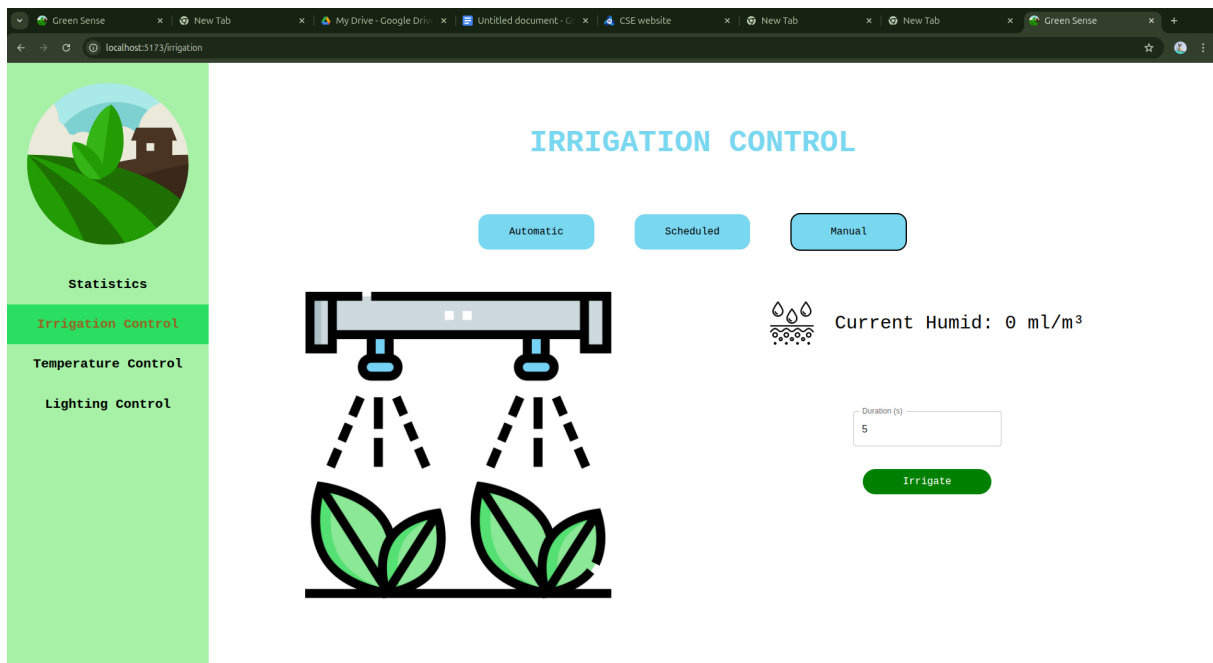 Green Sense
New Tab
My Drive - Google Driv
Untitled document - G
CSE website
New Tab
New Tab
Green Sense
localhost:5173/irrigation
IRRIGATION CONTROL
Automatic
Scheduled
Manual
Statistics
Irrigation Control
Temperature Control
Lighting Control
Current Humid: 0 ml/m³
Duration (s)
5
Irrigate